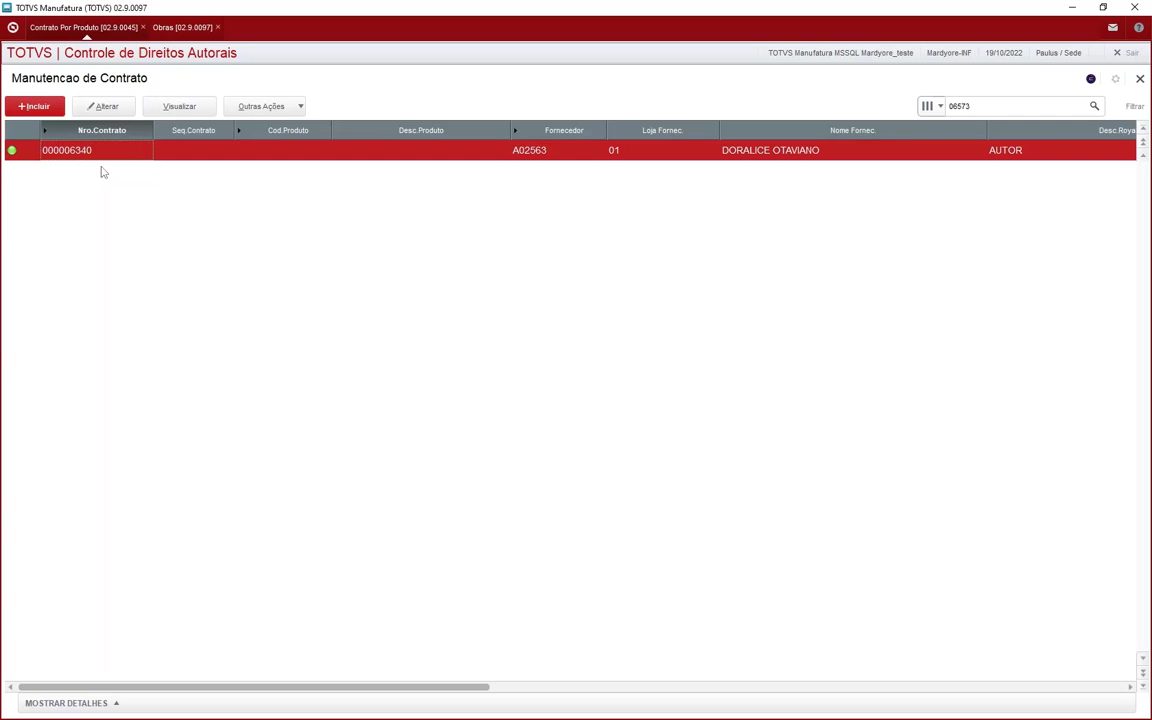 TOTVS Manufatura (TOTVS) 02.9.0097
Contrato Por Produto [02.9.0045] × Obras [02.9.0097] ×
TOTVS | Controle de Direitos Autorais
TOTVS Manufatura MSSQL Mardyore_teste Mardyore-INF 19/10/2022 Paulus / Sede Sair
Manutencao de Contrato
+Incluir Alterar Visualizar Outras Ações 06573 Filtrar
Nro.Contrato Seq.Contrato Cod.Produto Desc.Produto Fornecedor Loja Fornec. Nome Fornec. Desc.Roya
000006340 A02563 01 DORALICE OTAVIANO AUTOR
MOSTRAR DETALHES